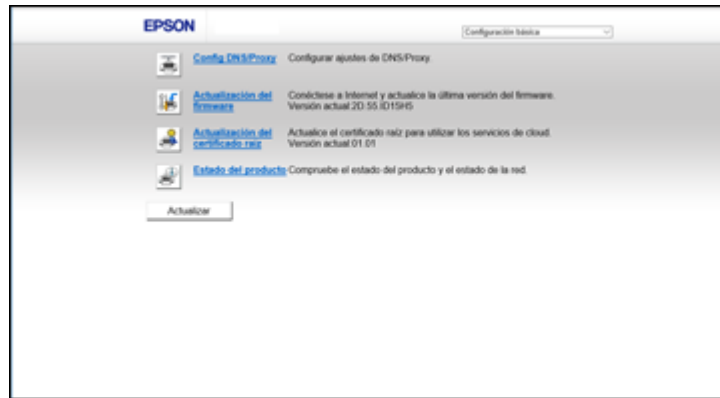 EPSON
Configuración básica
Config DNS/Proxy Configurar ajustes de DNS/Proxy.
Actualización del Conéctese a Internet y actualice la última versión del firmware.
firmware Versión actual:2D.55.ID15H5
Actualización del Actualice el certificado raíz para utilizar los servicios de cloud.
certificado raíz Versión actual:01.01
Estado del producto Compruebe el estado del producto y el estado de la red.
Actualizar